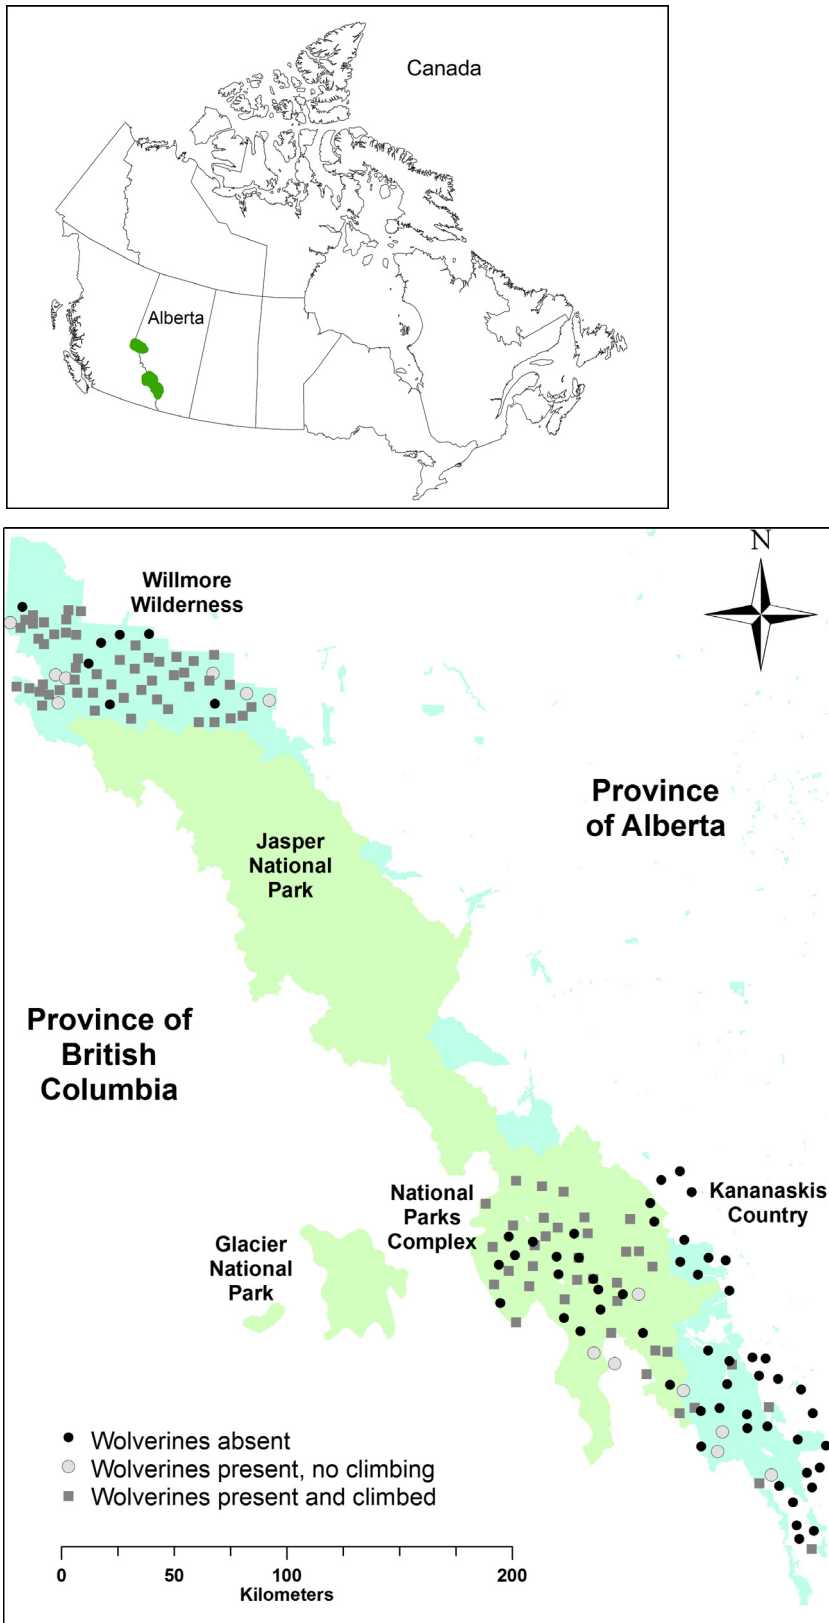 Canada
Alberta
N
Willmore
Wilderness
Province
of Alberta
Jasper
National
Park
Province of
British
Columbia
National
Parks
Complex
Kananaskis
Country
Glacier
National
Park
Wolverines absent
Wolverines present, no climbing
Wolverines present and climbed
0 50 100 200
Kilometers